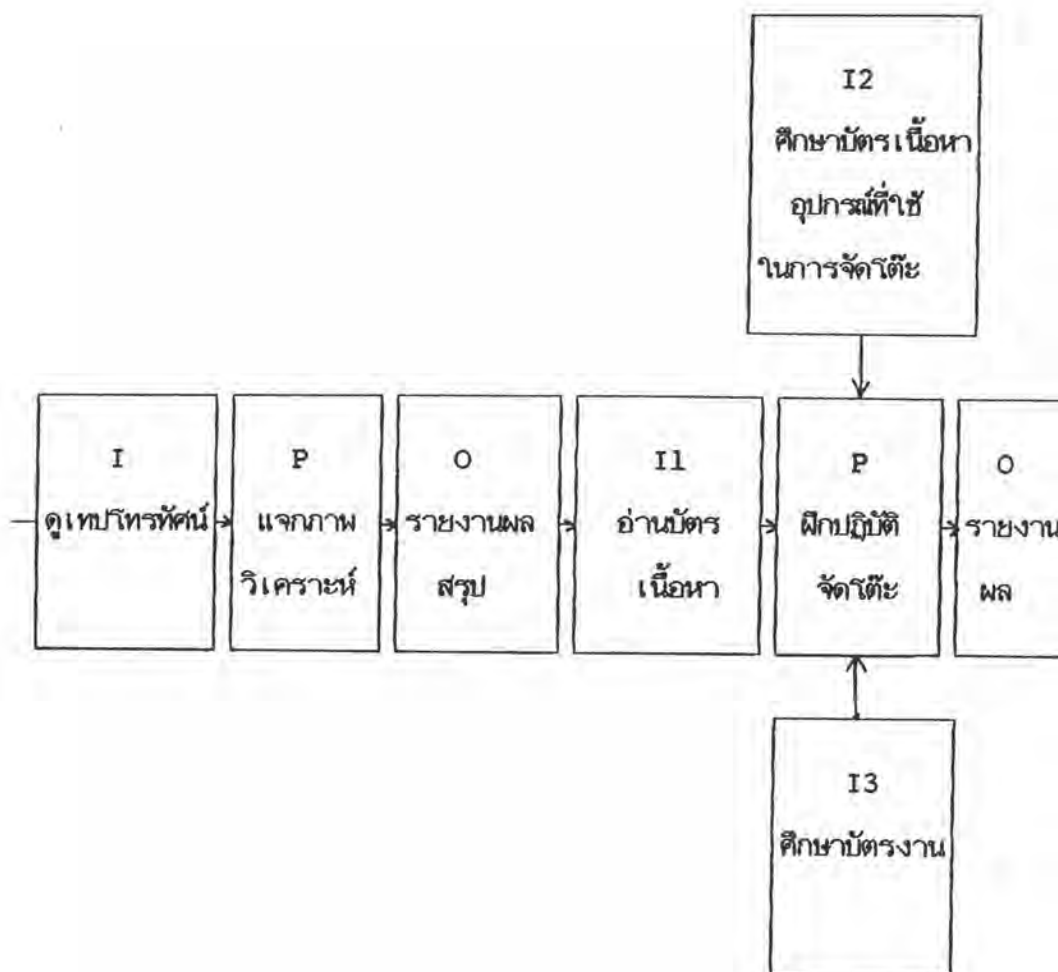 I2
ศึกษาบัตรเนื้อหา
อุปกรณ์ที่ใช้
ในการจัดโต๊ะ
I
ดูเทปโทรทัศน์
P
แจกภาพ
วิเคราะห์
O
รายงานผล
สรุป
I1
อ่านบัตร
เนื้อหา
P
ฝึกปฏิบัติ
จัดโต๊ะ
O
รายงาน
ผล
I3
ศึกษาบัตรงาน